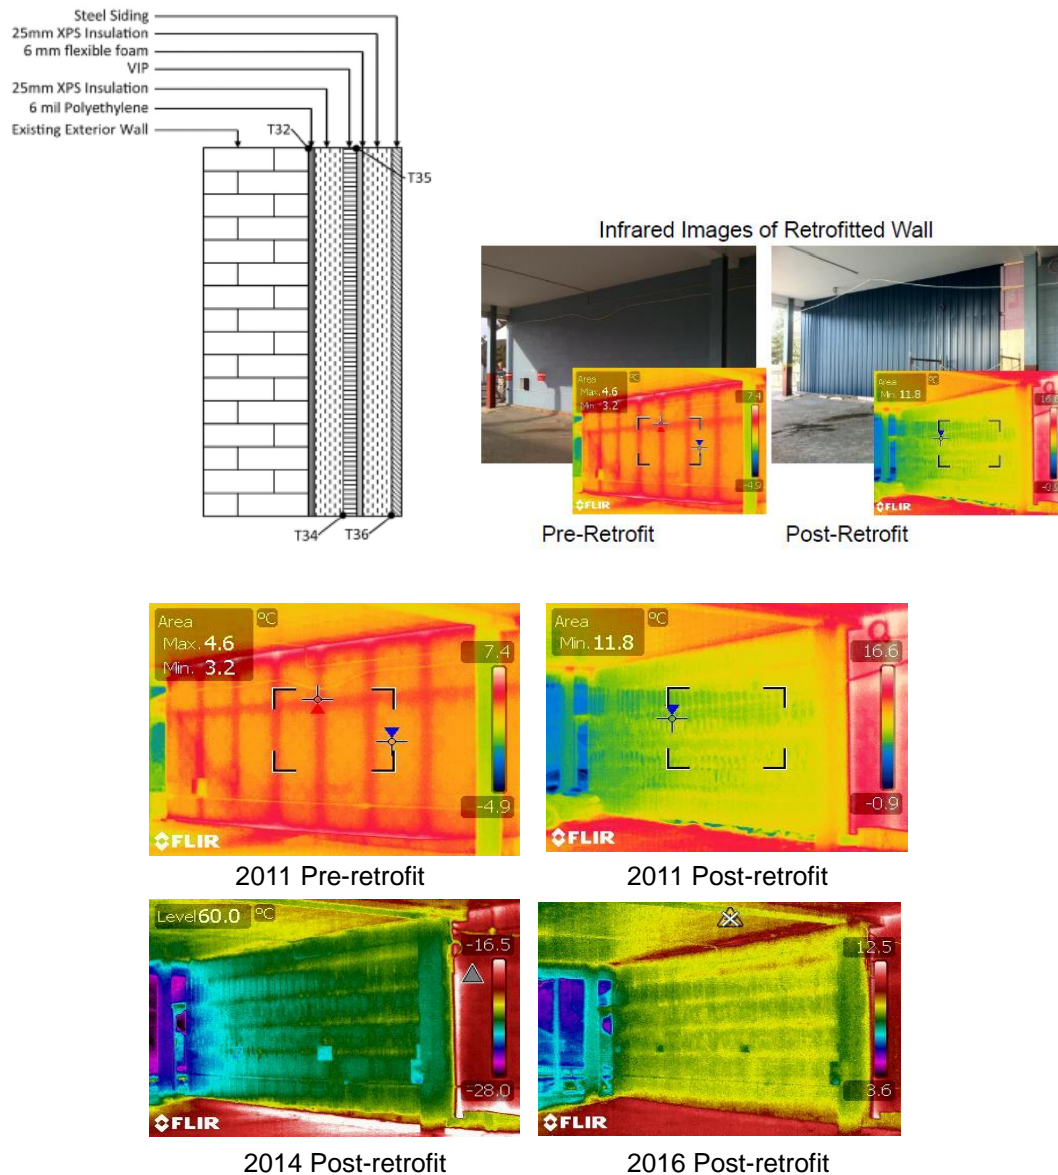 Steel Siding
25mm XPS Insulation
6 mm flexible foam
VIP
25mm XPS Insulation
6 mil Polyethylene
Existing Exterior Wall
T32
T35
T34
T36
Infrared Images of Retrofitted Wall
Area
°C
Max. 4.6
Min. 3.2
7.4
-4.9
FLIR
Area
°C
Min. 11.8
16.6
-0.9
FLIR
Pre-Retrofit
Post-Retrofit
Area
°C
Max. 4.6
Min. 3.2
7.4
-4.9
FLIR
Area
°C
Min. 11.8
16.6
-0.9
FLIR
2011 Pre-retrofit
2011 Post-retrofit
Level 60.0 °C
-16.5
-28.0
FLIR
12.5
3.6
FLIR
2014 Post-retrofit
2016 Post-retrofit